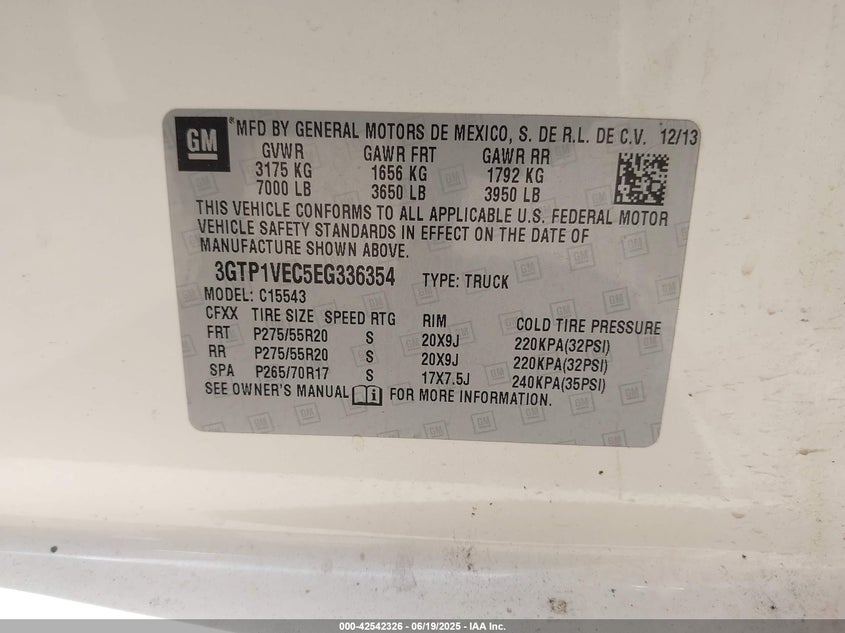 GM ® MFD BY GENERAL MOTORS DE MEXICO, S. DE R.L. DE C.V. 12/13
GVWR GAWR FRT GAWR RR
3175 KG 1656 KG 1792 KG
7000 LB 3650 LB 3950 LB
THIS VEHICLE CONFORMS TO ALL APPLICABLE U.S. FEDERAL MOTOR
VEHICLE SAFETY STANDARDS IN EFFECT ON THE DATE OF
MANUFACTURE SHOWN ABOVE.
3GTP1VEC5EG336354 TYPE: TRUCK
MODEL: C15543
CFXX TIRE SIZE SPEED RTG RIM COLD TIRE PRESSURE
FRT P275/55R20 S 20X9J 220KPA(32PSI)
RR P275/55R20 S 20X9J 220KPA(32PSI)
SPA P265/70R17 S 17X7.5J 240KPA(35PSI)
SEE OWNER'S MANUAL FOR MORE INFORMATION.
000-42542326 - 06/19/2025 - IAA Inc.